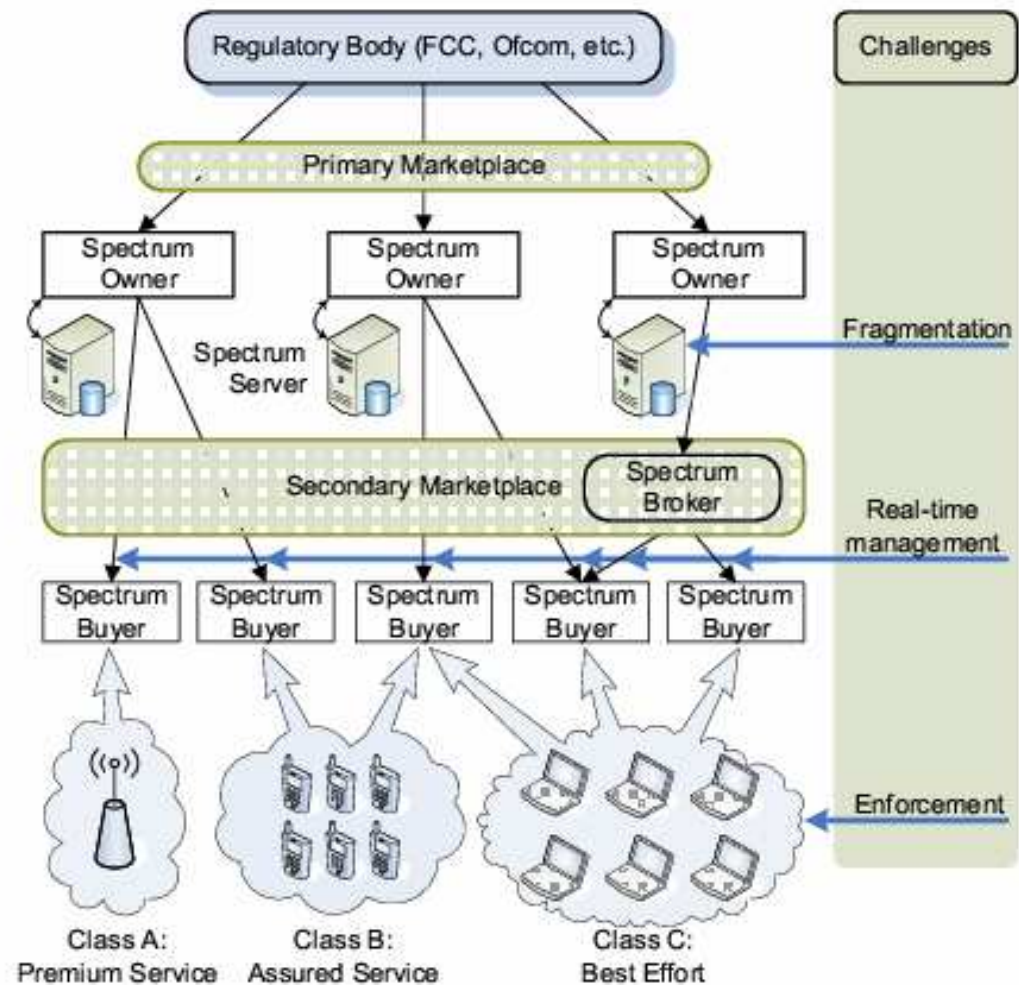 Regulatory Body (FCC, Ofcom, etc.)
Challenges
Primary Marketplace
Spectrum
Owner
Spectrum
Owner
Spectrum
Owner
Spectrum
Server
Fragmentation
Secondary Marketplace
Spectrum
Broker
Real-time
management
Spectrum
Buyer
Spectrum
Buyer
Spectrum
Buyer
Spectrum
Buyer
Spectrum
Buyer
Enforcement
Class A:
Premium Service
Class B:
Assured Service
Class C:
Best Effort